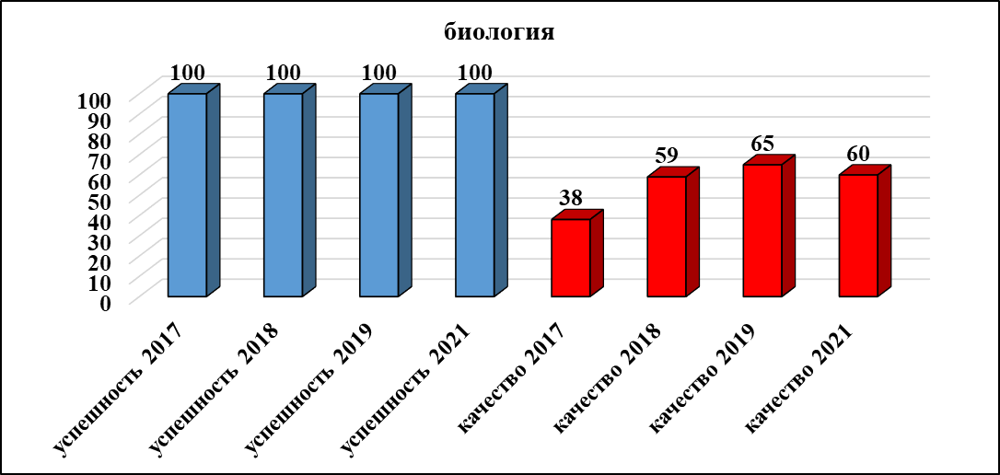 биология
100
100
100
100
38
59
65
60
100
90
80
70
60
50
40
30
20
10
0
успешность 2017
успешность 2018
успешность 2019
успешность 2021
качество 2017
качество 2018
качество 2019
качество 2021